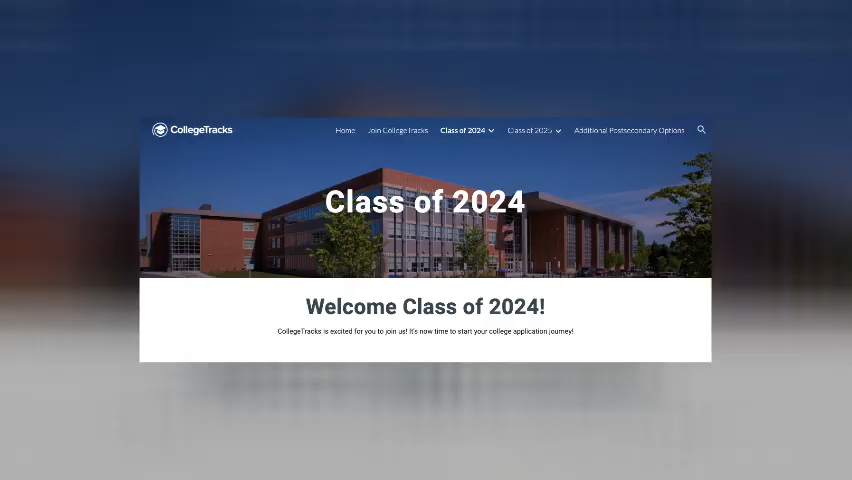 CollegeTracks
Home Join CollegeTracks Class of 2024 Class of 2025 Additional Postsecondary Options
Class of 2024
Welcome Class of 2024!
CollegeTracks is excited for you to join us! It's now time to start your college application journey!